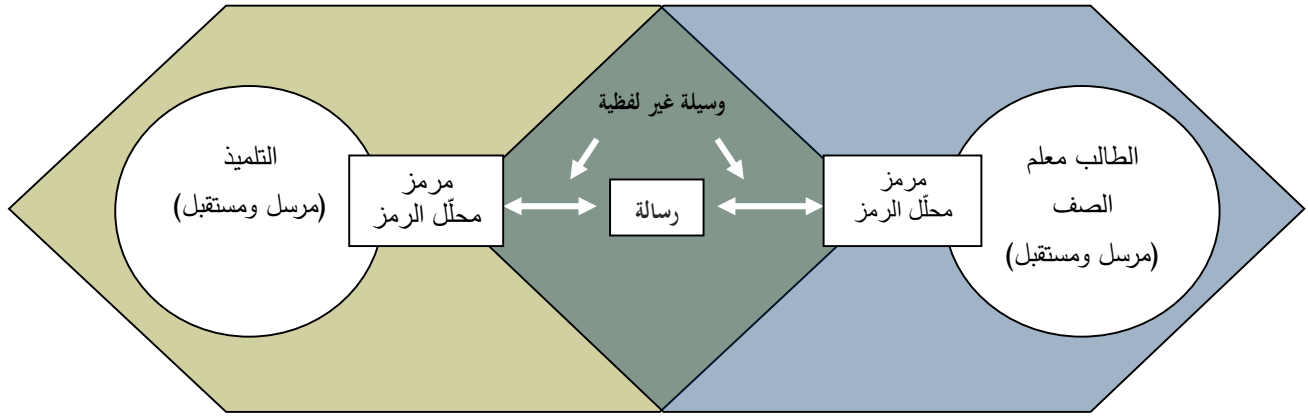 وسيلة غير لفظية
الطالب معلم
الصف
(مرسل ومستقبل)
مرمز
محلّل الرمز
رسالة
مرمز
محلّل الرمز
التلميذ
(مرسل ومستقبل)